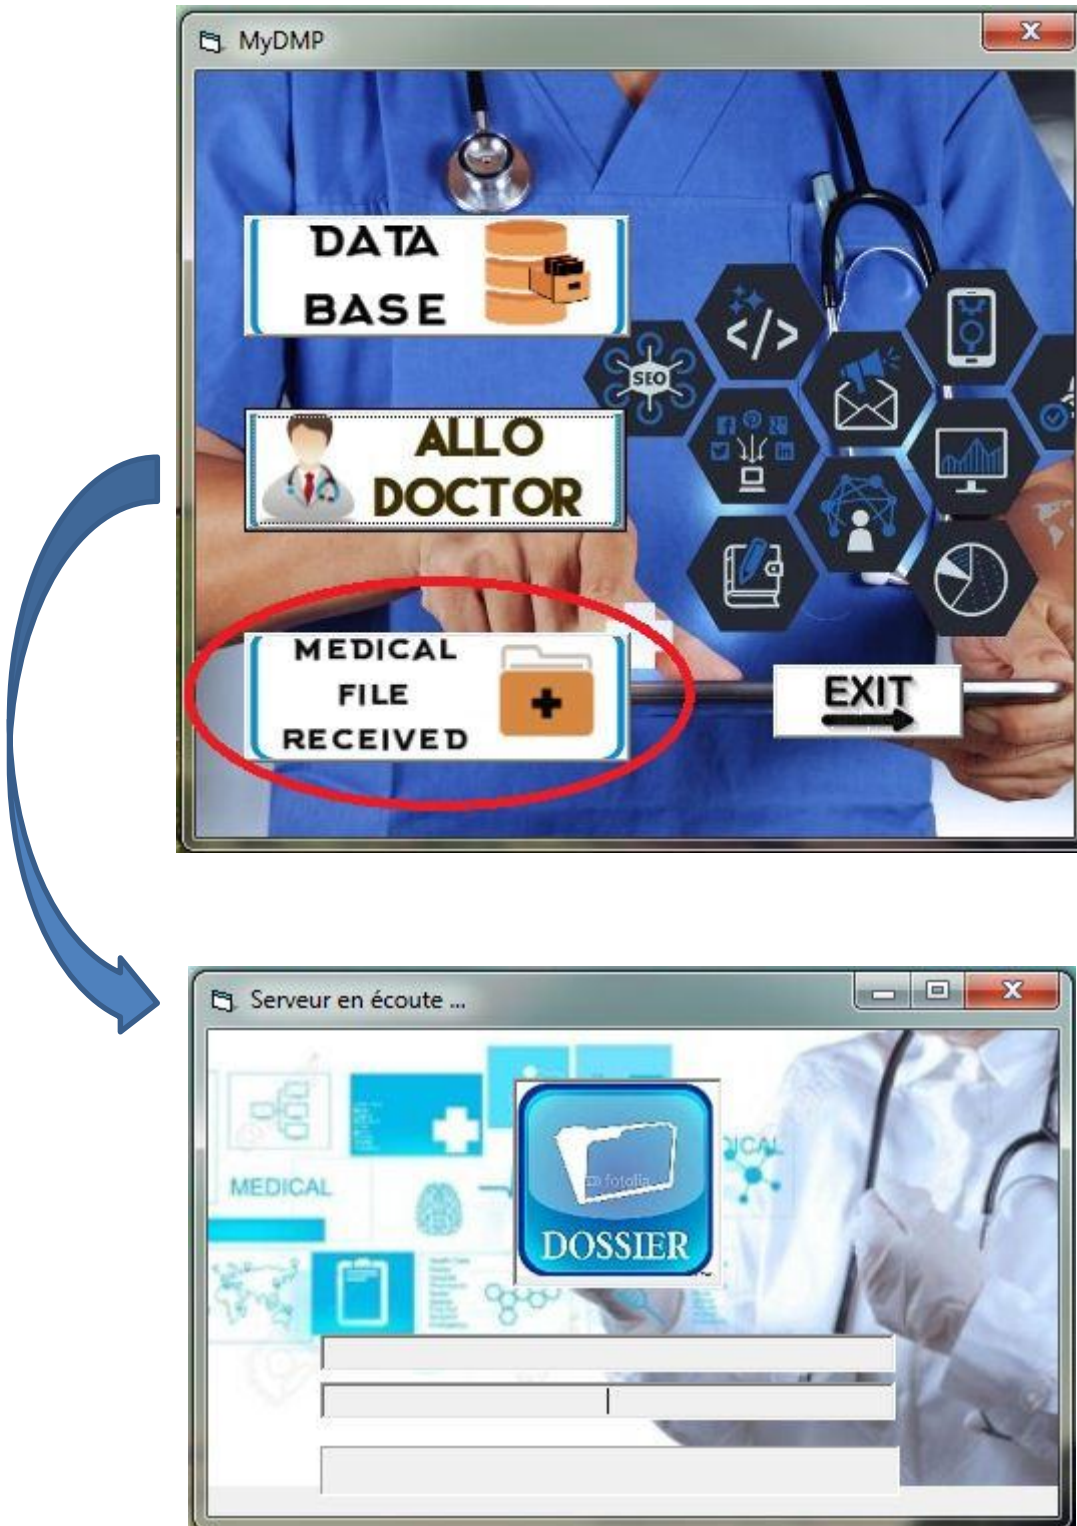 MyDMP
DATA
BASE
SEO
</>
ALLO
DOCTOR
MEDICAL
FILE
RECEIVED
EXIT
Serveur en écoute ...
MEDICAL
fotolia
DOSSIER